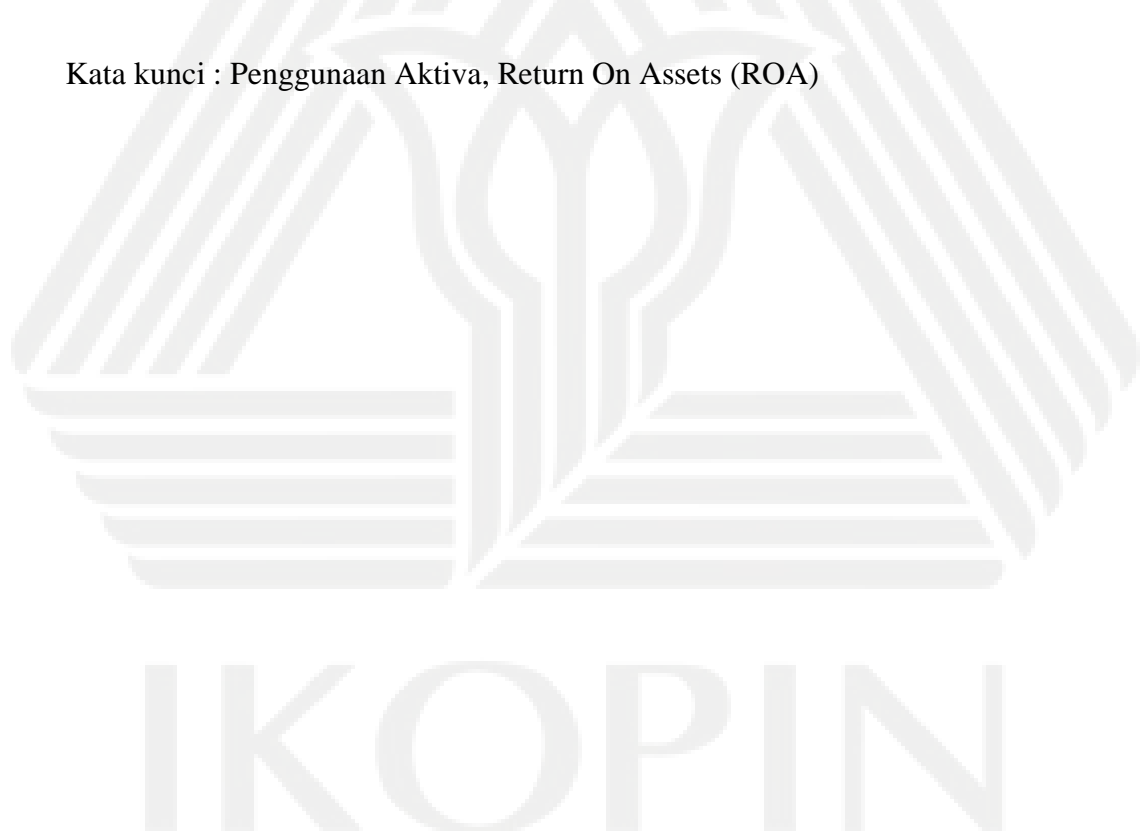 Kata kunci : Penggunaan Aktiva, Return On Assets (ROA)
IKOPIN